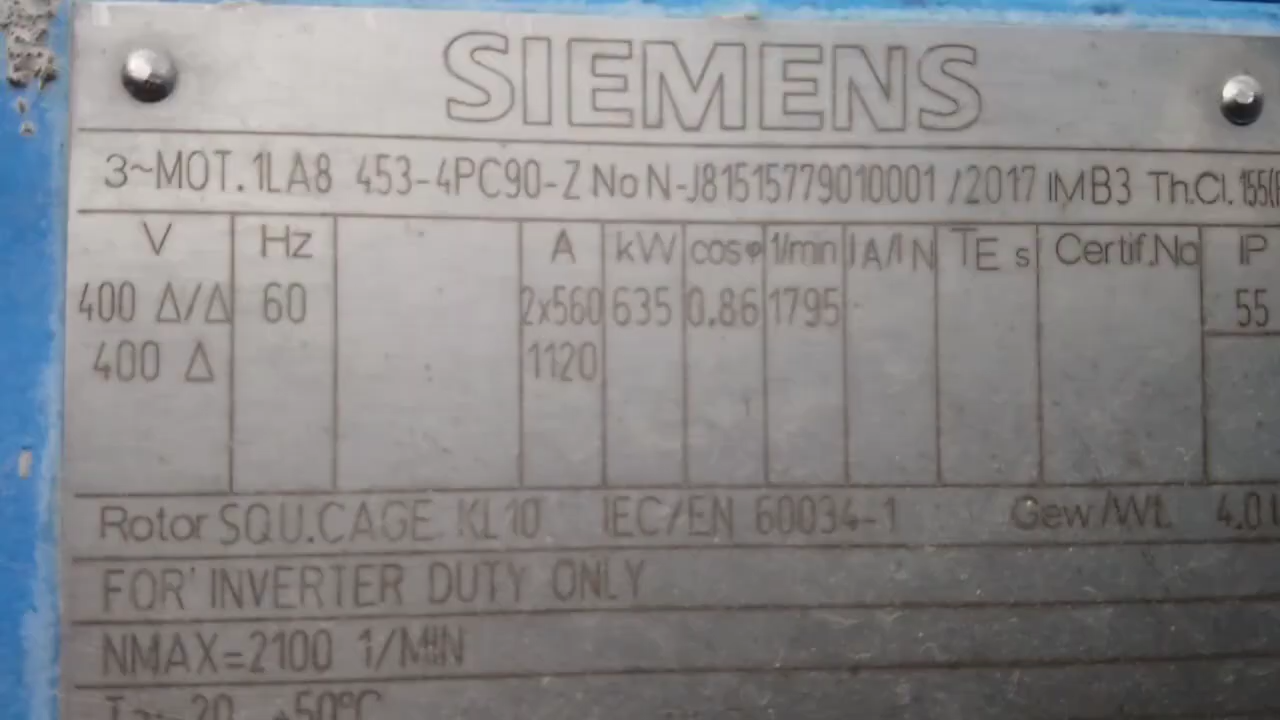 SIEMENS
3~MOT. 1LA8 453-4PC90-Z No N-J81515779010001 /2017 IMB3 Th.Cl. 155(
V Hz A kW cosφ 1/min IA/IN TE s Certif.No IP
400 Δ/Δ 60 2x560 635 0.86 1795 55
400 Δ 1120
Rotor SQU.CAGE KL10 IEC/EN 60034-1 Gew/Wt. 4.0
FOR INVERTER DUTY ONLY
NMAX=2100 1/MIN
+50°C